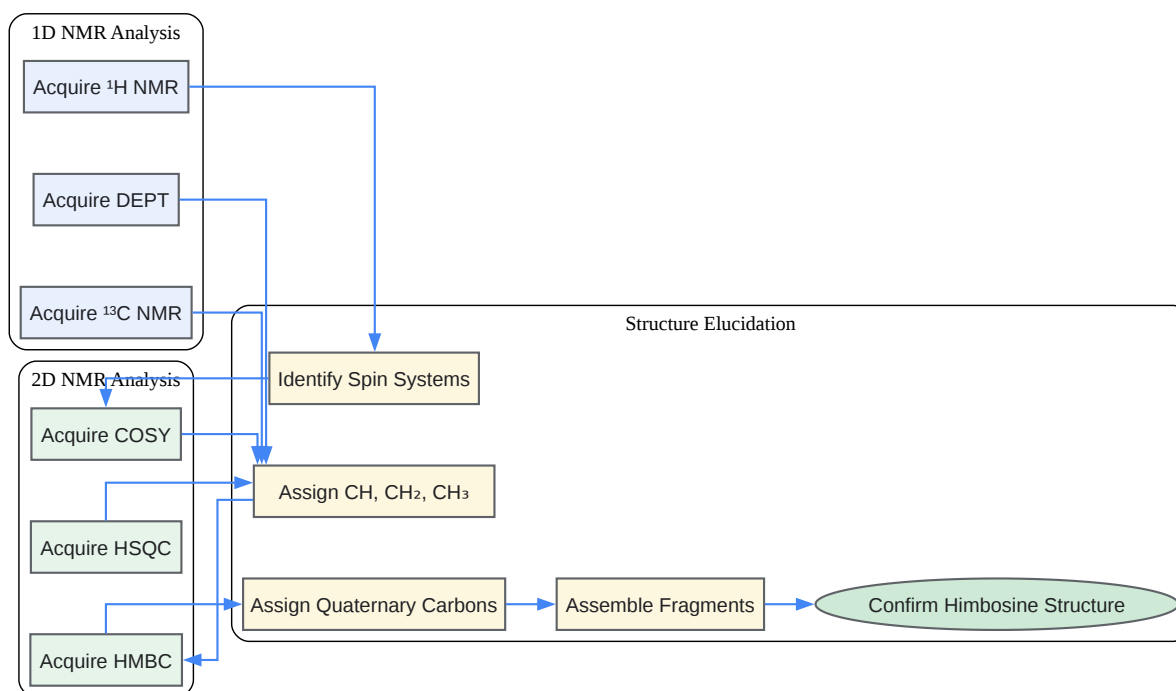 1D NMR Analysis
Acquire ¹H NMR
Acquire DEPT
Acquire ¹³C NMR
Structure Elucidation
Identify Spin Systems
2D NMR Analysis
Acquire COSY
Assign CH, CH₂, CH₃
Acquire HSQC
Assign Quaternary Carbons
Assemble Fragments
Confirm Himbosine Structure
Acquire HMBC